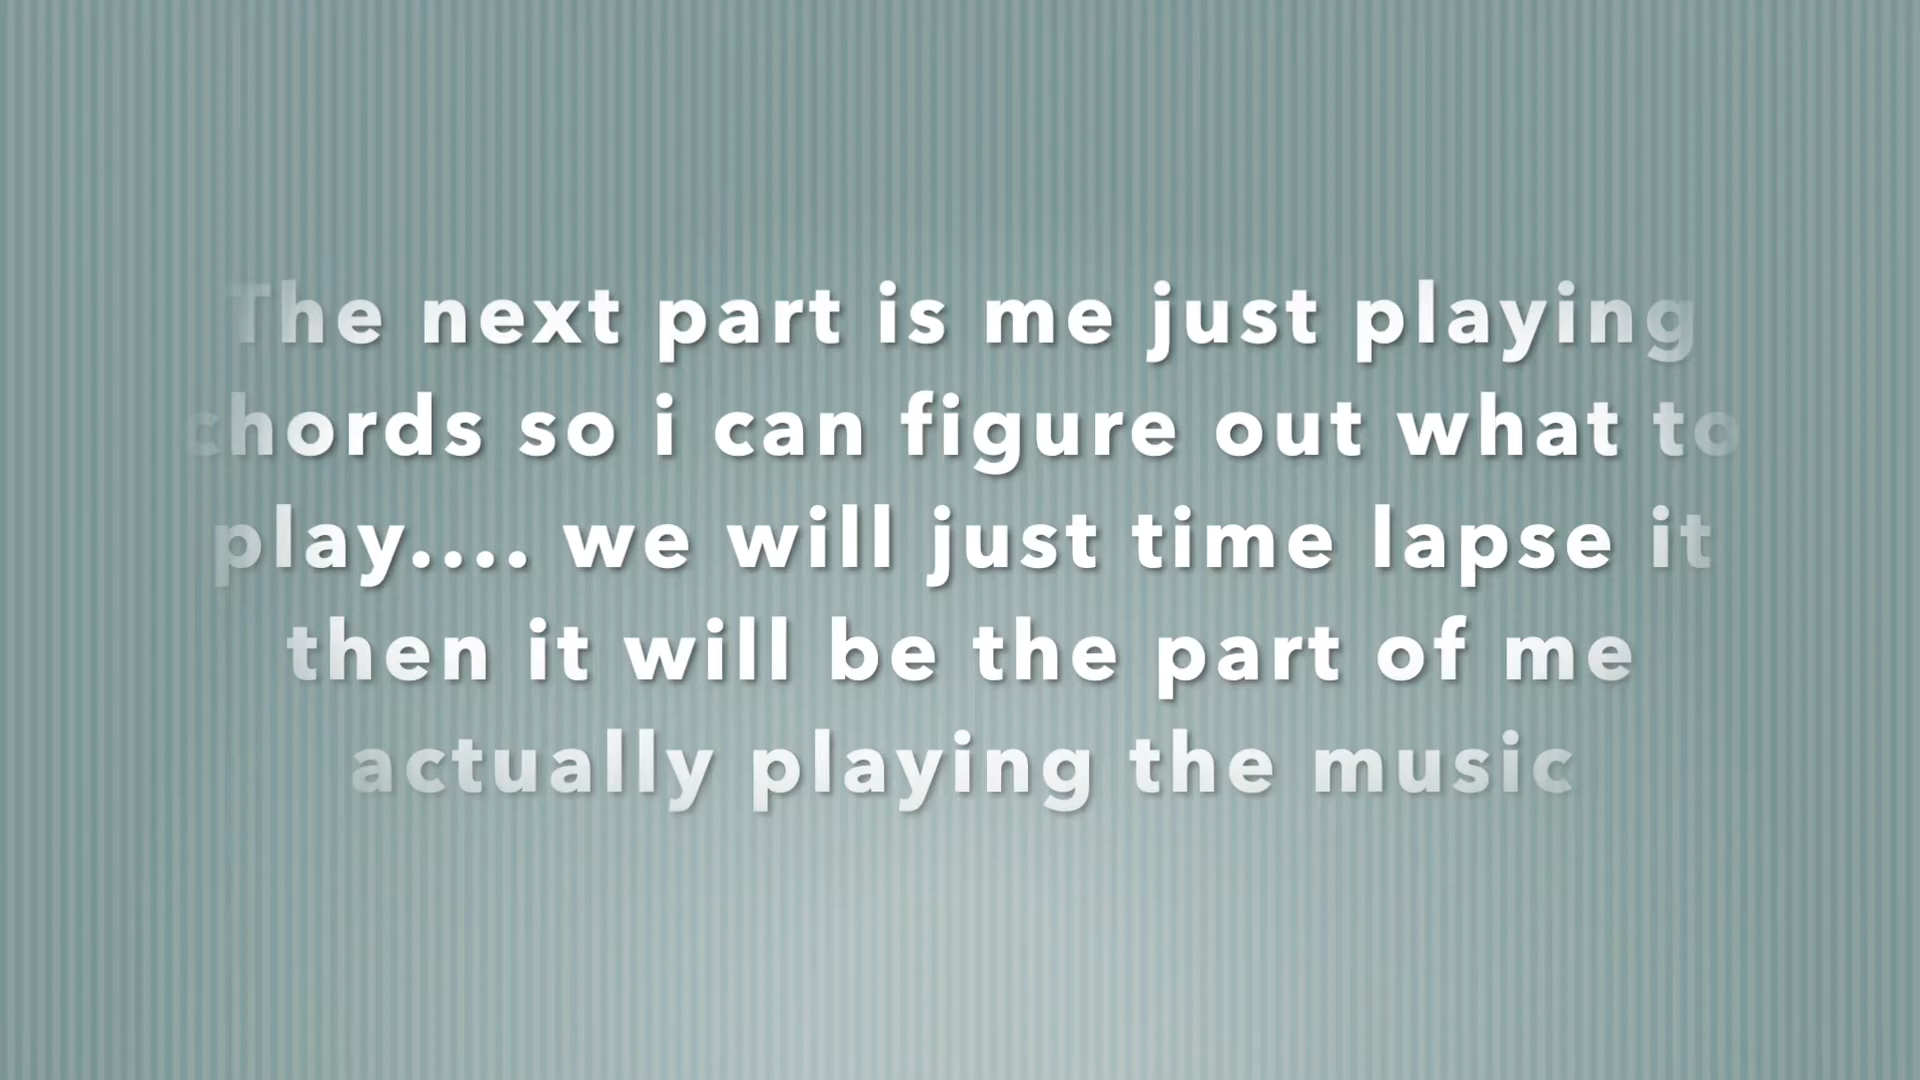 The next part is me just playing
chords so i can figure out what to
play.... we will just time lapse it
then it will be the part of me
actually playing the music